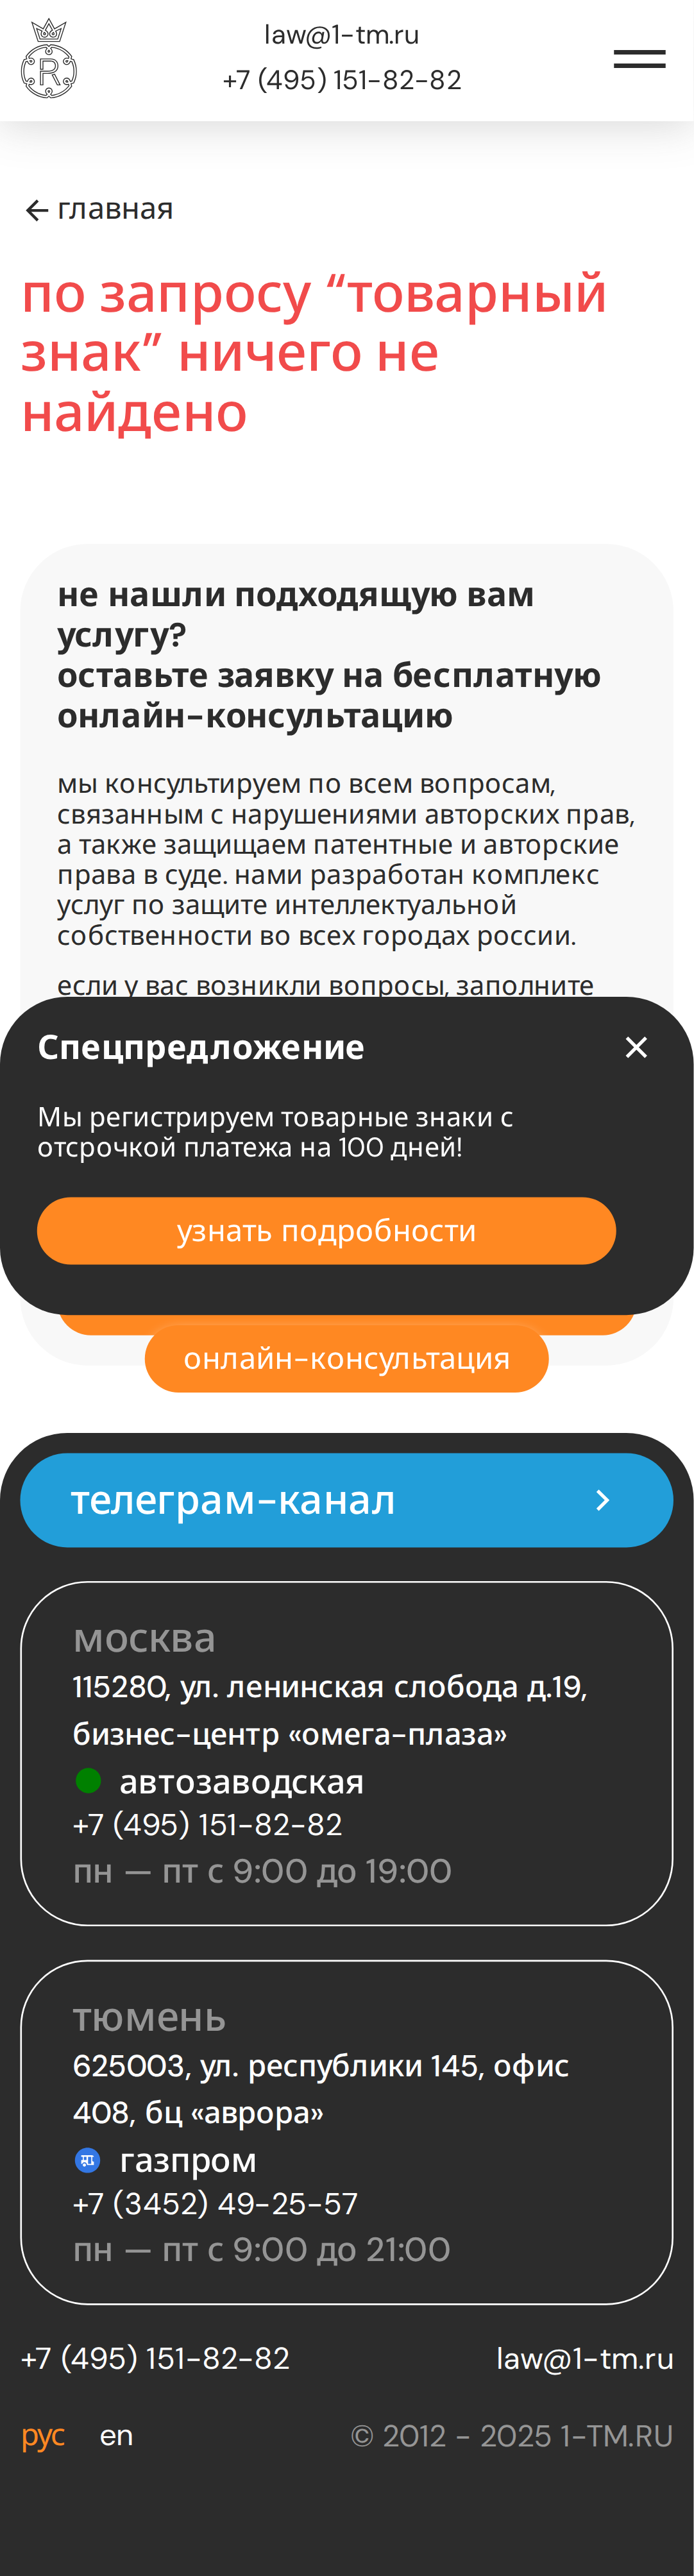 law@1-tm.ru
+7 (495) 151-82-82
R
← главная
по запросу “товарный
знак” ничего не
найдено
не нашли подходящую вам
услугу?
оставьте заявку на бесплатную
онлайн-консультацию
мы консультируем по всем вопросам,
связанным с нарушениями авторских прав,
а также защищаем патентные и авторские
права в суде. нами разработан комплекс
услуг по защите интеллектуальной
собственности во всех городах россии.
если у вас возникли вопросы, заполните
Спецпредложение
Мы регистрируем товарные знаки с
отсрочкой платежа на 100 дней!
узнать подробности
онлайн-консультация
телеграм-канал
москва
115280, ул. ленинская слобода д.19,
бизнес-центр «омега-плаза»
автозаводская
+7 (495) 151-82-82
пн — пт с 9:00 до 19:00
тюмень
625003, ул. республики 145, офис
408, бц «аврора»
газпром
+7 (3452) 49-25-57
пн — пт с 9:00 до 21:00
+7 (495) 151-82-82 law@1-tm.ru
рус en © 2012 - 2025 1-TM.RU